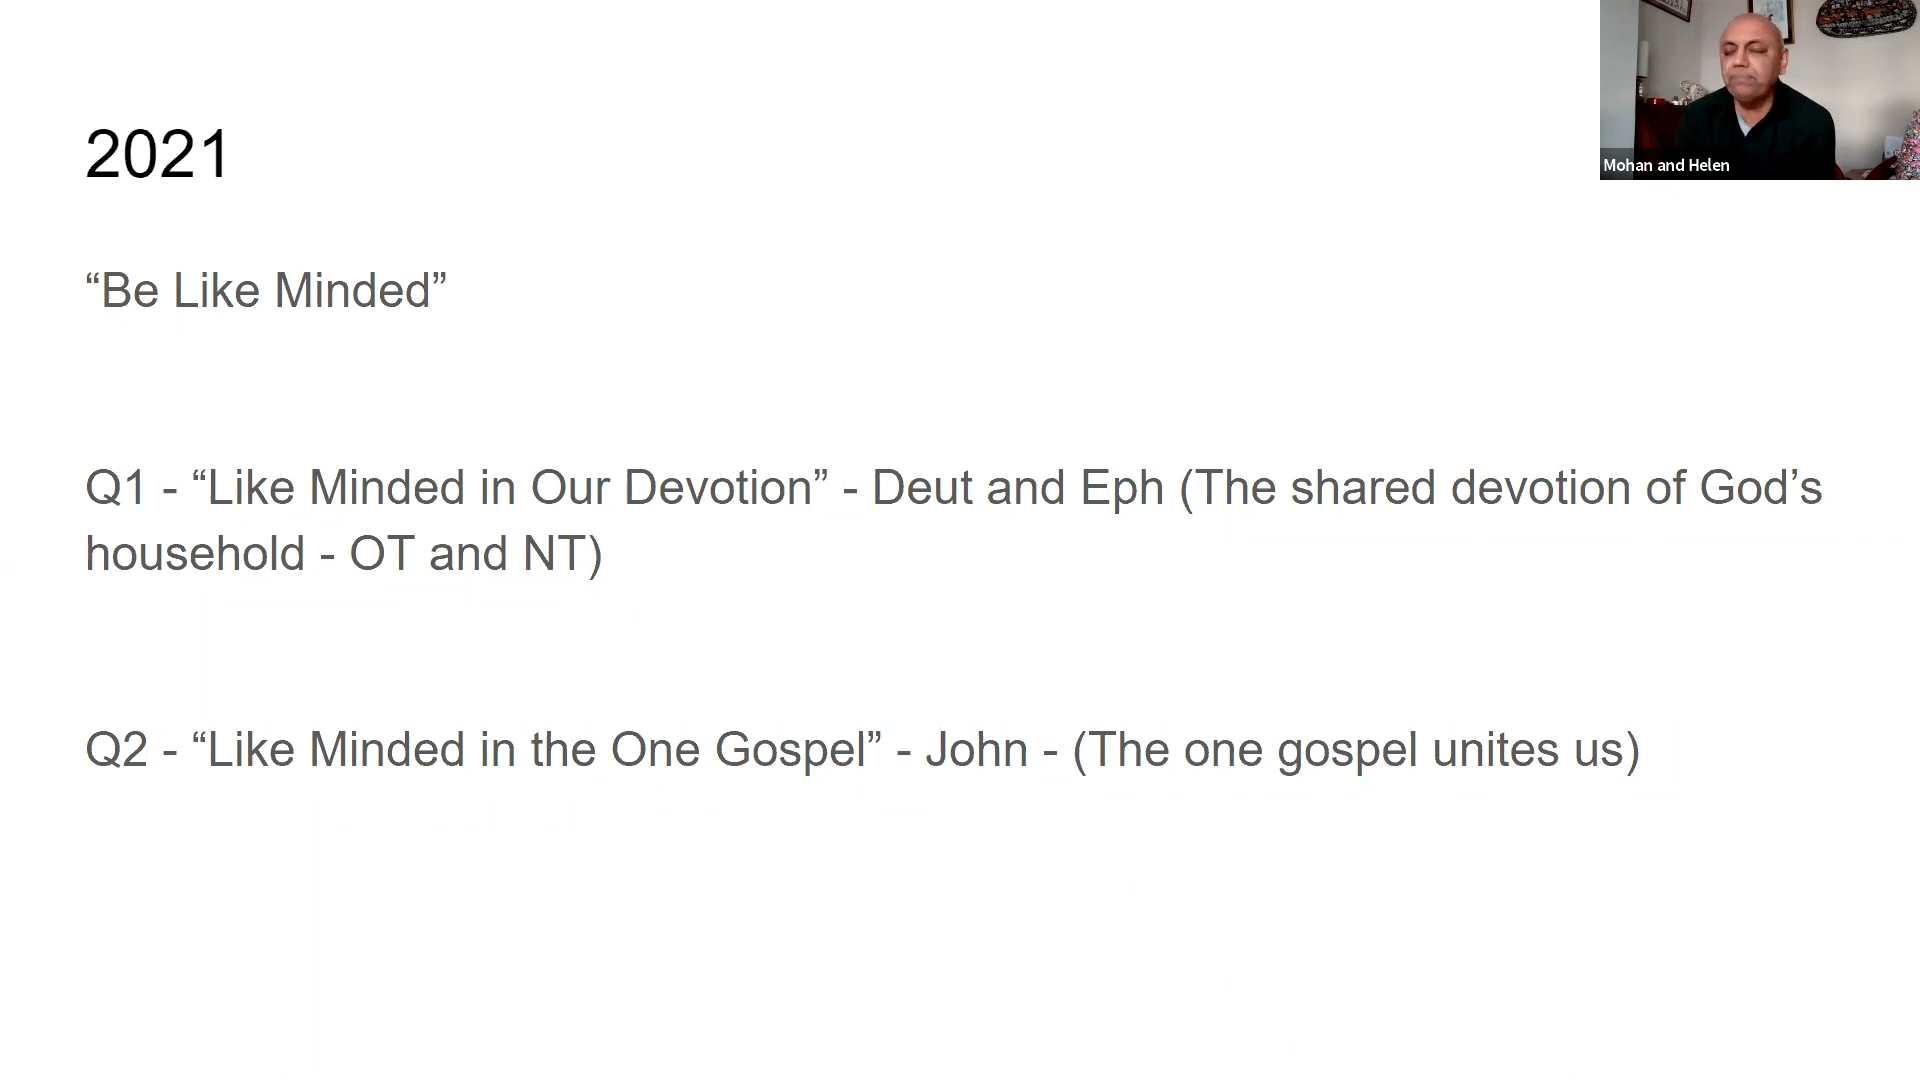 2021
“Be Like Minded”
Q1 - “Like Minded in Our Devotion” - Deut and Eph (The shared devotion of God’s
household - OT and NT)
Q2 - “Like Minded in the One Gospel” - John - (The one gospel unites us)
Mohan and Helen